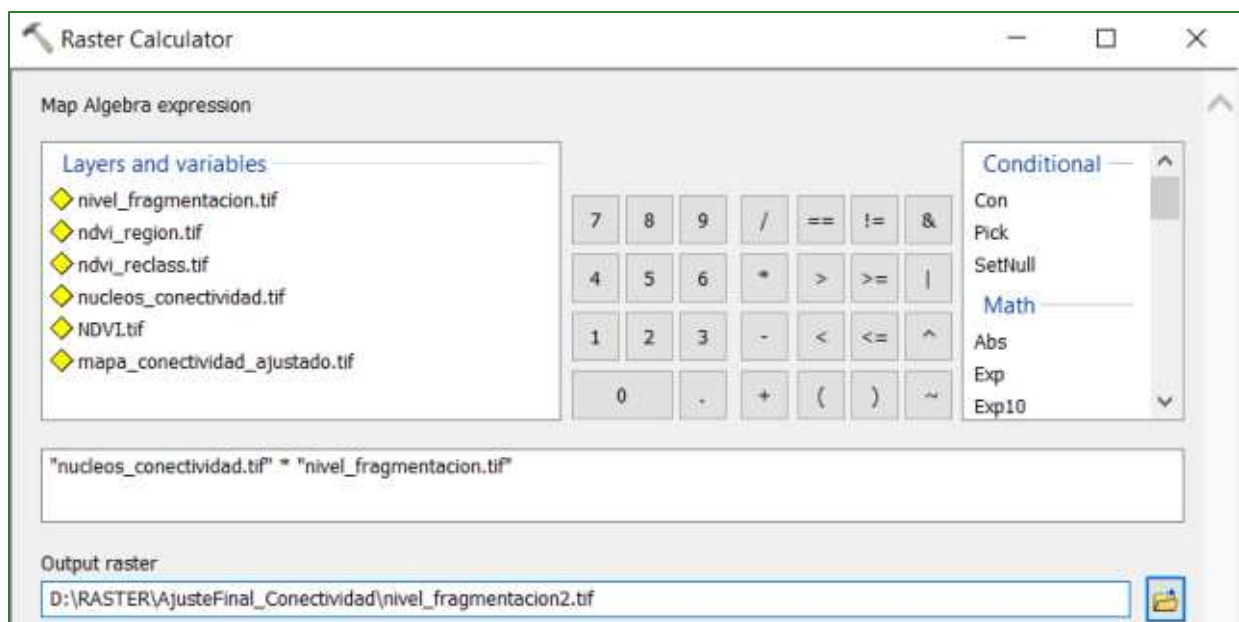 Raster Calculator
Map Algebra expression
Layers and variables
nivel_fragmentacion.tif
ndvi_region.tif
ndvi_reclass.tif
nucleos_conectividad.tif
NDVI.tif
mapa_conectividad_ajustado.tif
7 8 9 / == != &
4 5 6 * > >= |
1 2 3 - < <= ^
0 . + ( ) ~
Conditional
Con
Pick
SetNull
Math
Abs
Exp
Exp10
"nucleos_conectividad.tif" * "nivel_fragmentacion.tif"
Output raster
D:\RASTER\AjusteFinal_Conectividad\nivel_fragmentacion2.tif